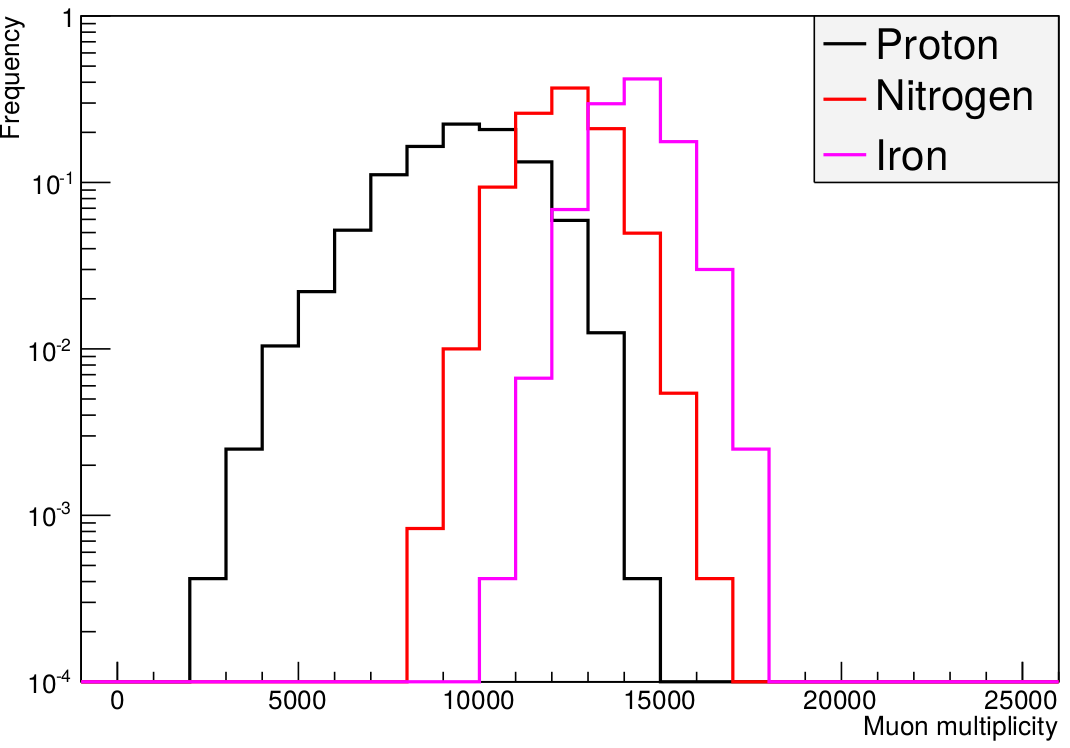 Frequency
1
10-1
10-2
10-3
10-4
Proton
Nitrogen
Iron
0 5000 10000 15000 20000 25000
Muon multiplicity